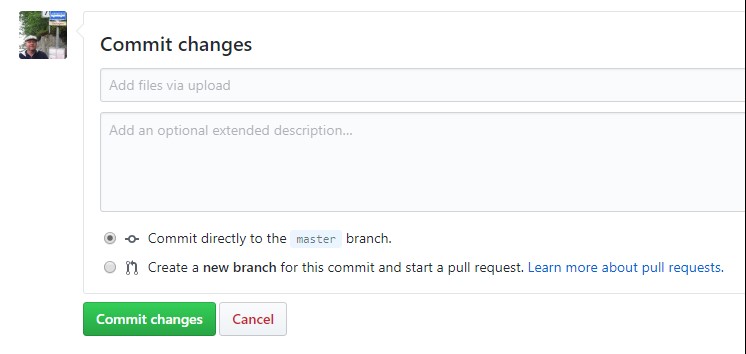 Commit changes
Add files via upload
Add an optional extended description...
Commit directly to the master branch.
Create a new branch for this commit and start a pull request. Learn more about pull requests.
Commit changes
Cancel